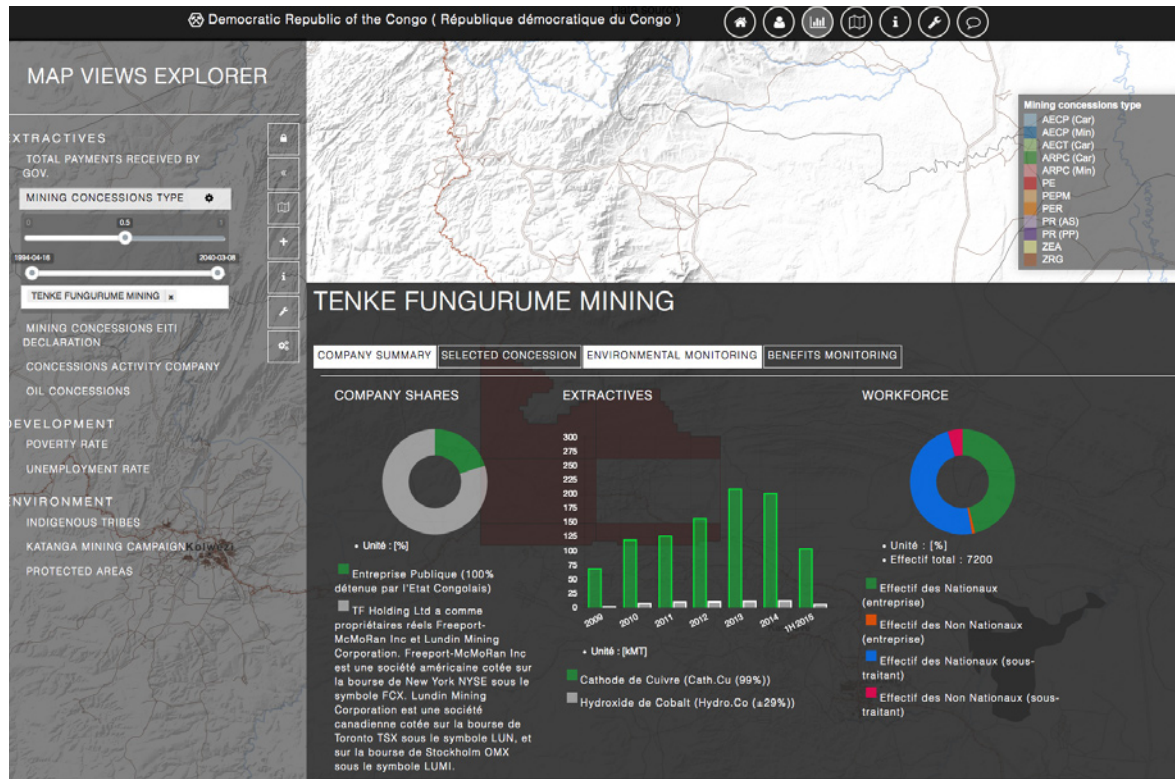 Democratic Republic of the Congo ( République démocratique du Congo )
MAP VIEWS EXPLORER
XTRACTIVES
TOTAL PAYMENTS RECEIVED BY
GOV.
MINING CONCESSIONS TYPE
0
0.5
1
1994-04-16
2040-03-08
TENKE FUNGURUME MINING x
MINING CONCESSIONS EITI
DECLARATION
CONCESSIONS ACTIVITY COMPANY
OIL CONCESSIONS
DEVELOPMENT
POVERTY RATE
UNEMPLOYMENT RATE
ENVIRONMENT
INDIGENOUS TRIBES
KATANGA MINING CAMPAIGN
PROTECTED AREAS
Kolwezi
Mining concessions type
AECP (Car)
AECP (Min)
AECT (Car)
ARPC (Car)
ARPC (Min)
PE
PEPM
PER
PR (AS)
PR (PP)
ZEA
ZRG
TENKE FUNGURUME MINING
COMPANY SUMMARY
SELECTED CONCESSION
ENVIRONMENTAL MONITORING
BENEFITS MONITORING
COMPANY SHARES
• Unité : [%]
Entreprise Publique (100%
détenue par l'Etat Congolais)
TF Holding Ltd a comme
propriétaires réels Freeport-
McMoRan Inc et Lundin Mining
Corporation. Freeport-McMoRan Inc
est une société américaine cotée sur
la bourse de New York NYSE sous le
symbole FCX. Lundin Mining
Corporation est une société
canadienne cotée sur la bourse de
Toronto TSX sous le symbole LUN, et
sur la bourse de Stockholm OMX
sous le symbole LUMI.
EXTRACTIVES
300
275
250
225
200
175
150
125
100
75
50
25
0
2009
2010
2011
2012
2013
2014
1H 2015
• Unité : [kMT]
Cathode de Cuivre (Cath.Cu (99%))
Hydroxide de Cobalt (Hydro.Co (±29%))
WORKFORCE
• Unité : [%]
• Effectif total : 7200
Effectif des Nationaux
(entreprise)
Effectif des Non Nationaux
(entreprise)
Effectif des Nationaux (sous-
traitant)
Effectif des Non Nationaux (sous-
traitant)